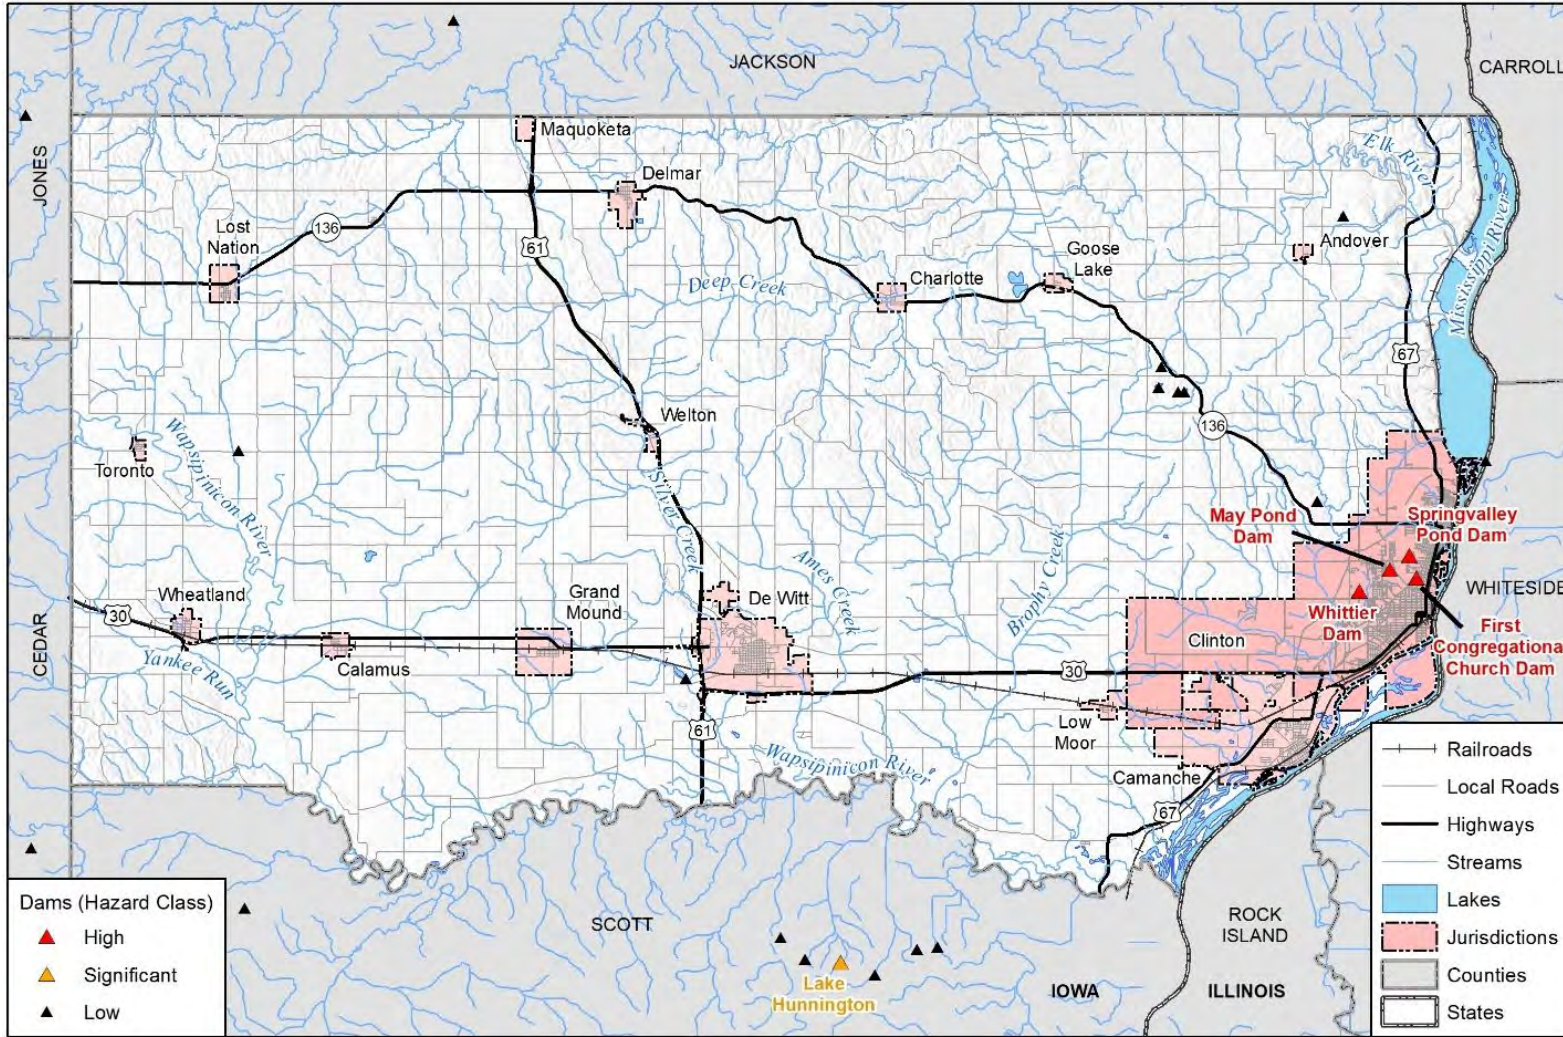 JACKSON
CARROLL
JONES
Maquoketa
Elk River
Delmar
Lost
Nation
136
61
Andover
Goose
Lake
Charlotte
Deep Creek
Mississippi River
67
Welton
136
Toronto
Wapsipinicon River
Silver Creek
May Pond
Dam
Springvalley
Pond Dam
Ames Creek
Brophy Creek
WHITESIDE
Wheatland
30
Grand
Mound
De Witt
Whittier
Dam
First
Congregationa
Church Dam
Clinton
CEDAR
Yankee Run
Calamus
30
Low
Moor
61
Wapsipinicon River
Camanche
67
SCOTT
ROCK
ISLAND
Lake
Hunnington
IOWA
ILLINOIS
Dams (Hazard Class)
High
Significant
Low
Railroads
Local Roads
Highways
Streams
Lakes
Jurisdictions
Counties
States